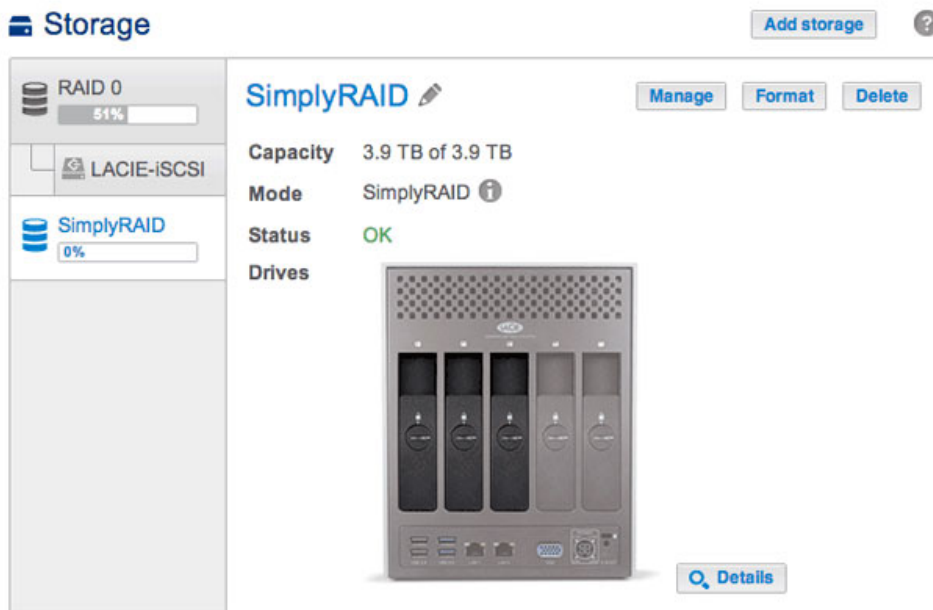 Storage
Add storage
?
RAID 0
51%
LACIE-iSCSI
SimplyRAID
0%
SimplyRAID
Manage
Format
Delete
Capacity 3.9 TB of 3.9 TB
Mode SimplyRAID i
Status OK
Drives
LACIE
Details